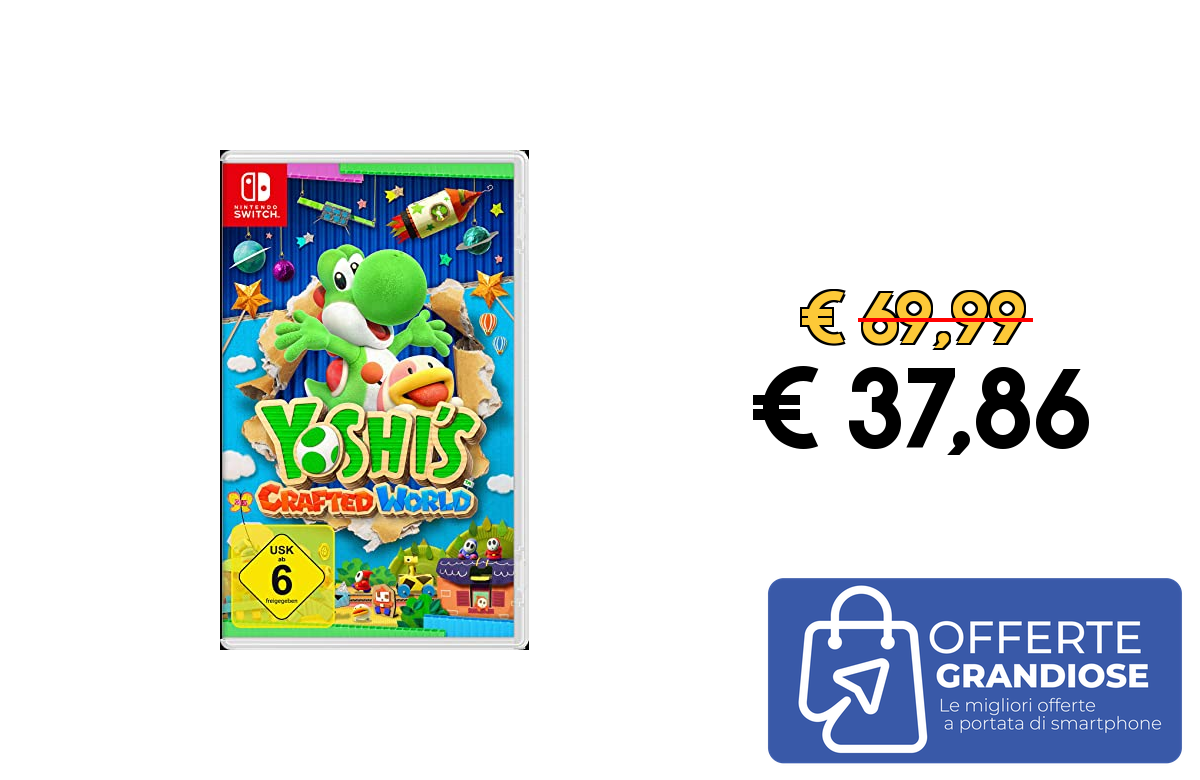 NINTENDO
SWITCH.
YOSHI'S
CRAFTED WORLD
USK
ab
6
freigegeben
€ 69,99
€ 37,86
OFFERTE
GRANDIOSE
Le migliori offerte
a portata di smartphone